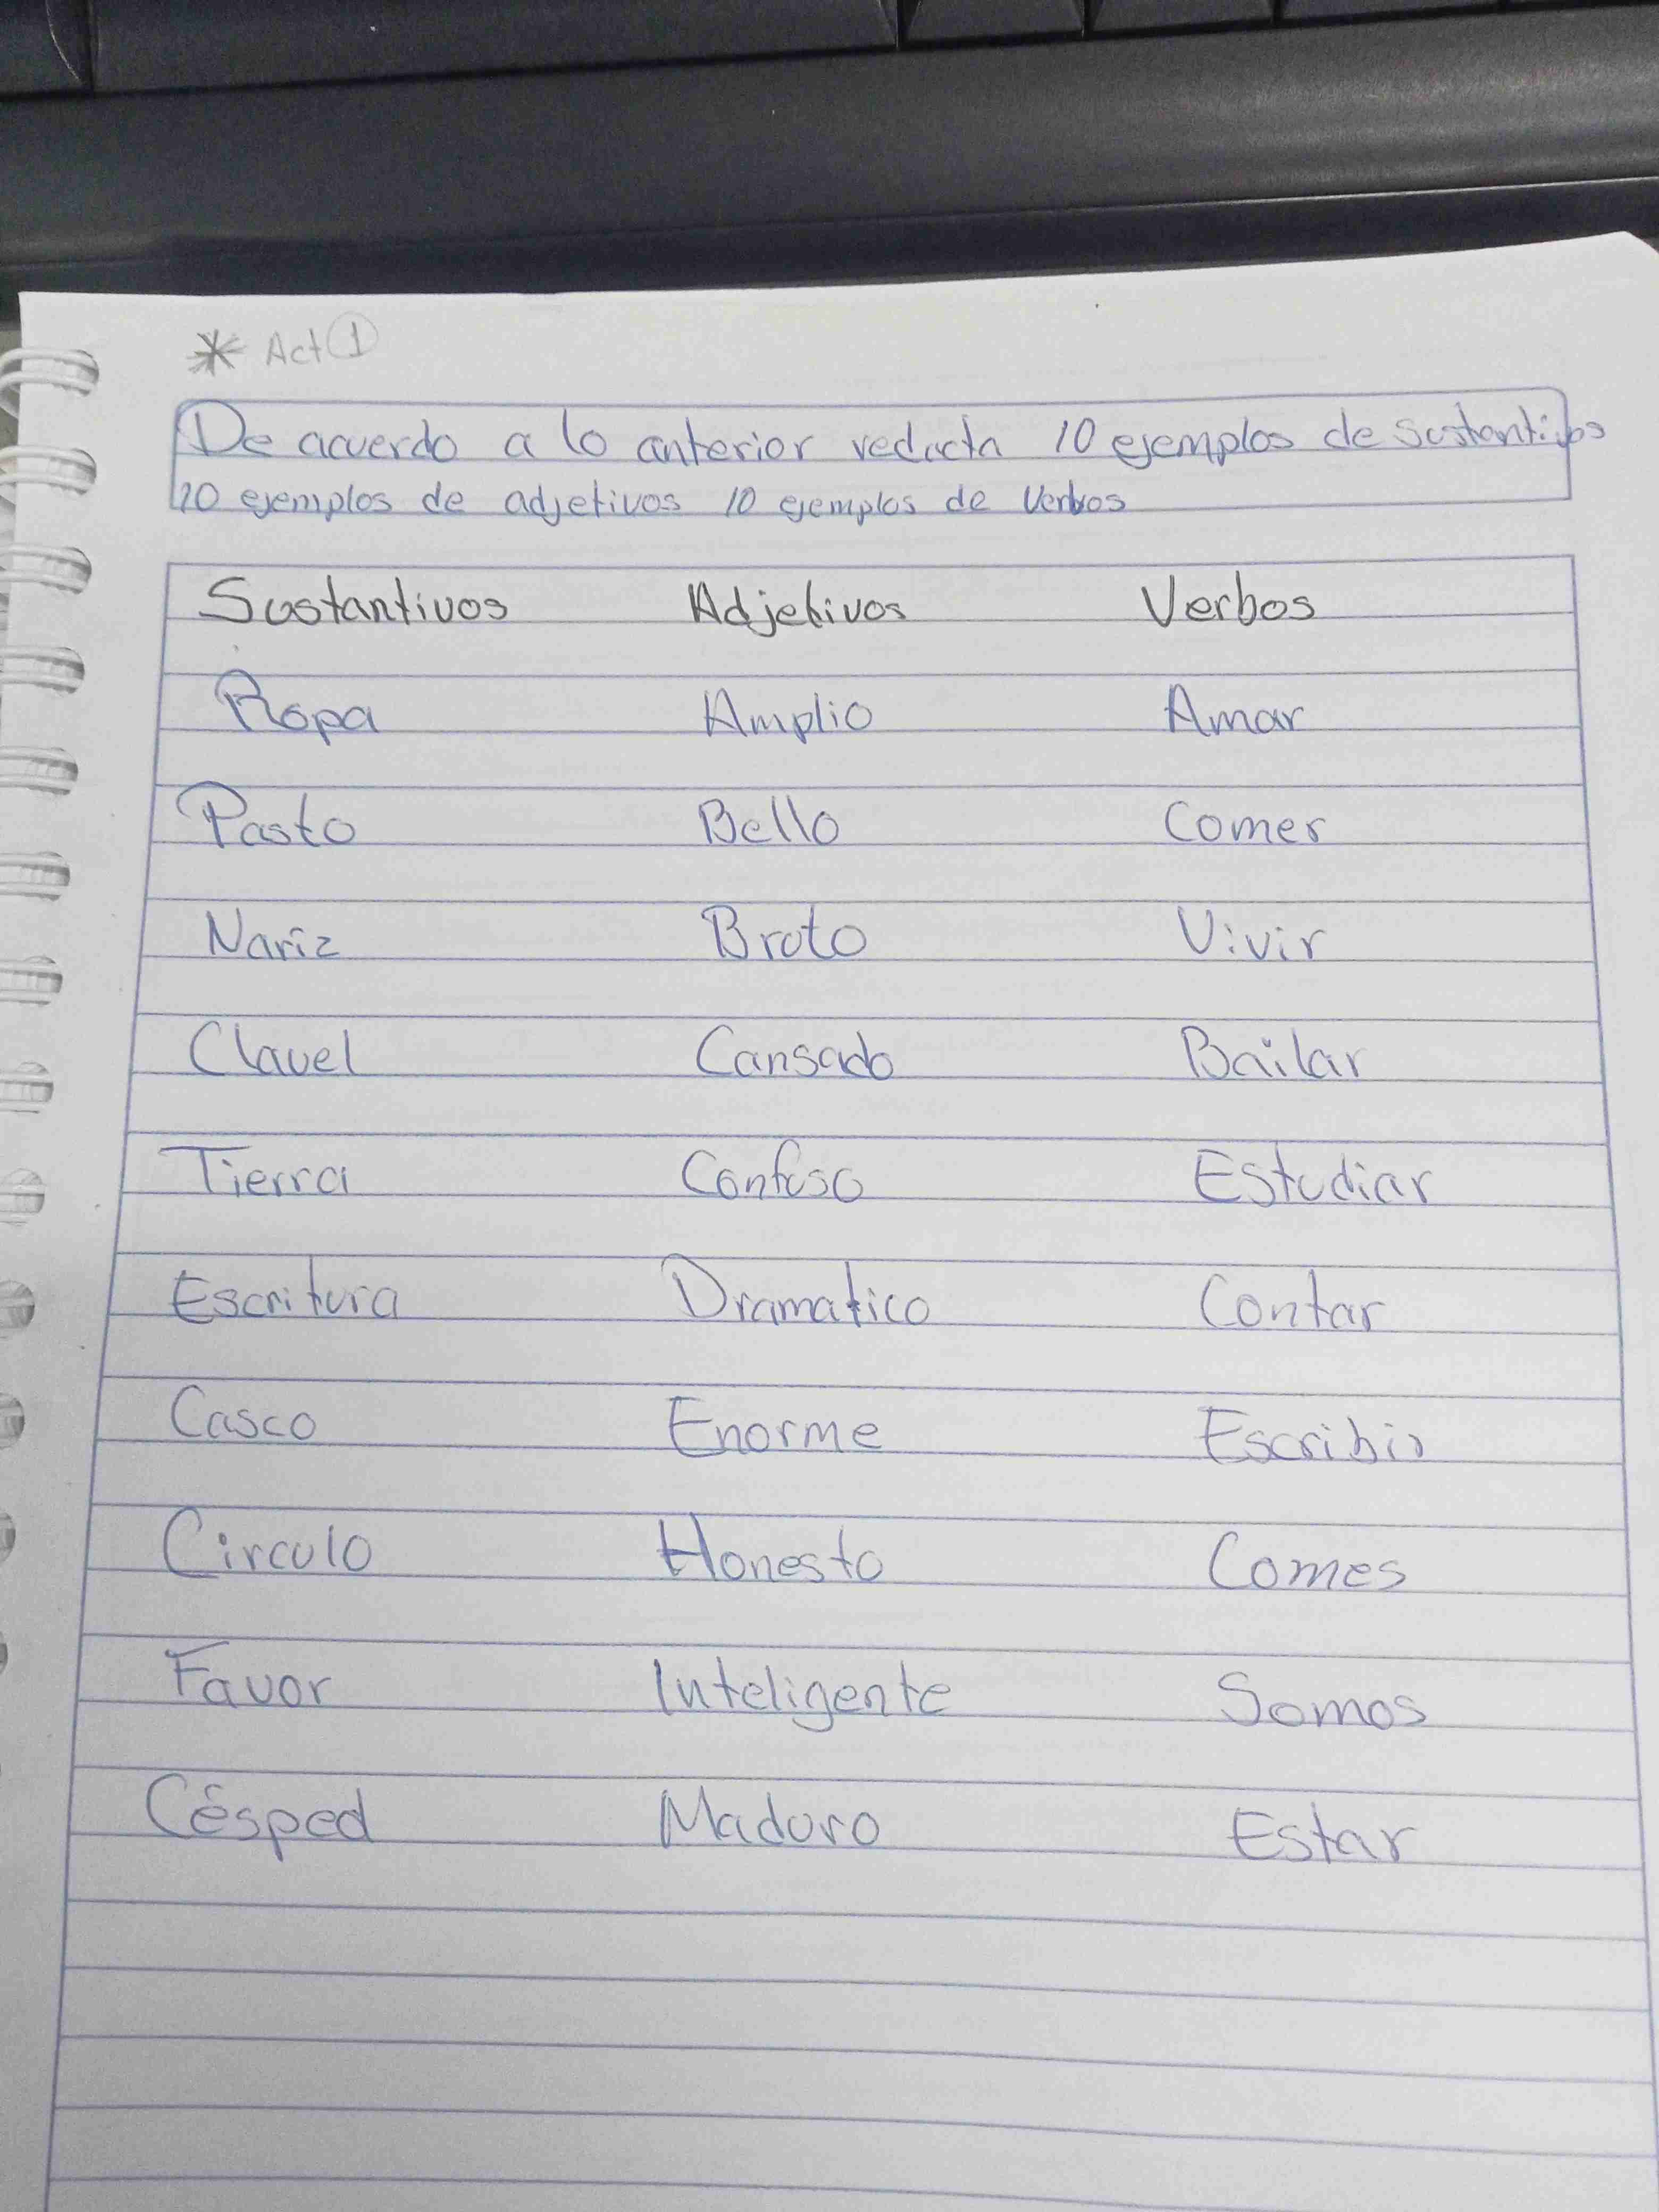 * Act 1
De acuerdo a lo anterior redacta 10 ejemplos de sustantivos
10 ejemplos de adjetivos 10 ejemplos de Verbos
Sustantivos Adjetivos Verbos
Ropa Amplio Amar
Pasto Bello Comer
Nariz Bruto Vivir
Clavel Cansado Bailar
Tierra Confuso Estudiar
Escritura Dramatico Contar
Casco Enorme Escribir
Circulo Honesto Comes
Favor Inteligente Somos
Césped Maduro Estar